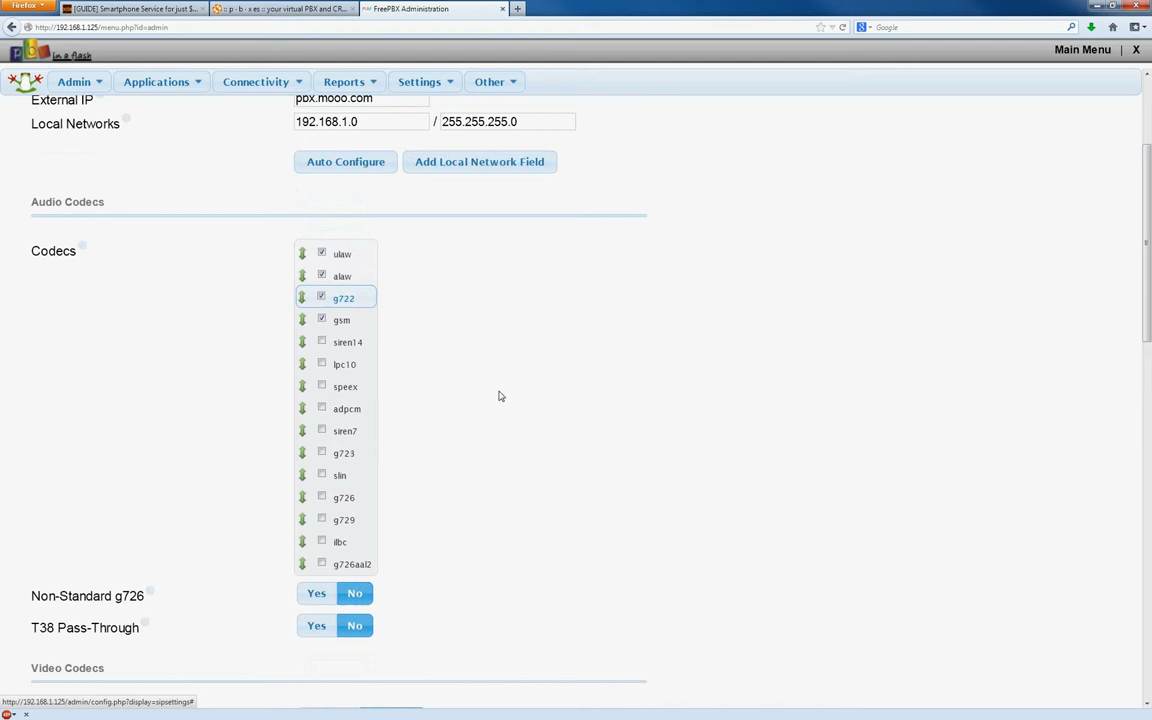 Firefox
[GUIDE] Smartphone Service for just $...
:: p - b - x es :: your virtual PBX and CR...
FreePBX Administration
http://192.168.1.125/menu.php?id=admin
Google
pbx in a flash
Main Menu | X
Admin
Applications
Connectivity
Reports
Settings
Other
External IP
pbx.mooo.com
Local Networks
192.168.1.0 / 255.255.255.0
Auto Configure
Add Local Network Field
Audio Codecs
Codecs
ulaw
alaw
g722
gsm
siren14
lpc10
speex
adpcm
siren7
g723
slin
g726
g729
ilbc
g726aal2
Non-Standard g726
Yes No
T38 Pass-Through
Yes No
Video Codecs
http://192.168.1.125/admin/config.php?display=sipsettings#